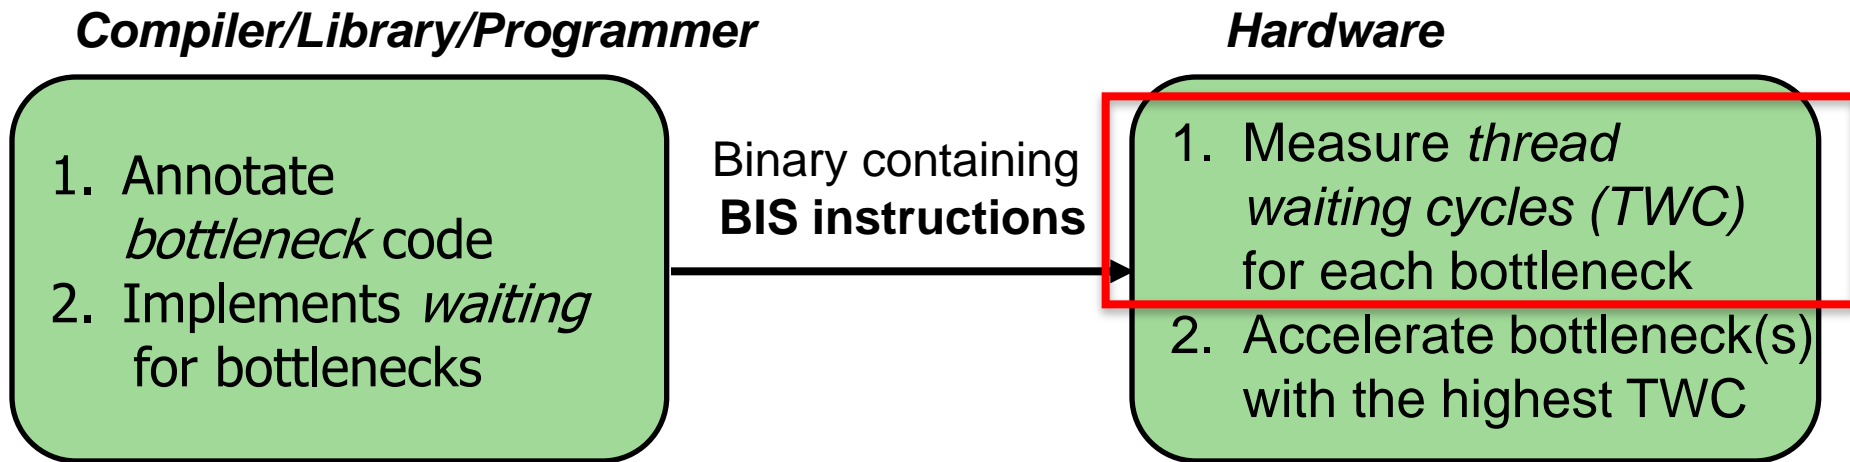 Compiler/Library/Programmer
1. Annotate
bottleneck code
2. Implements waiting
for bottlenecks
Binary containing
BIS instructions
Hardware
1. Measure thread
waiting cycles (TWC)
for each bottleneck
2. Accelerate bottleneck(s)
with the highest TWC